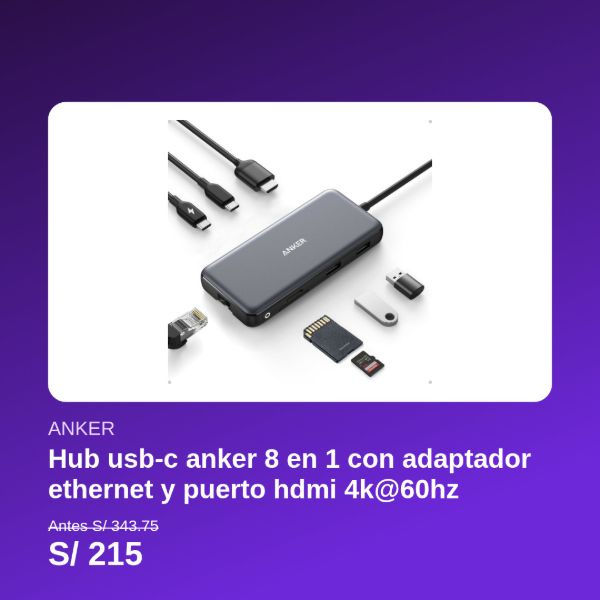 ANKER
ANKER
Hub usb-c anker 8 en 1 con adaptador
ethernet y puerto hdmi 4k@60hz
Antes S/ 343.75
S/ 215